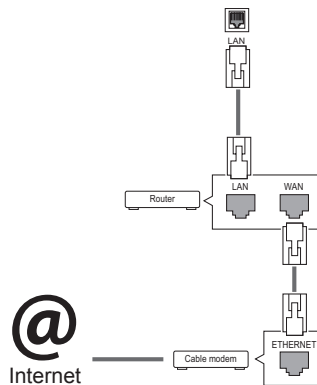 LAN
LAN WAN
Router
ETHERNET
Cable modem
@
Internet